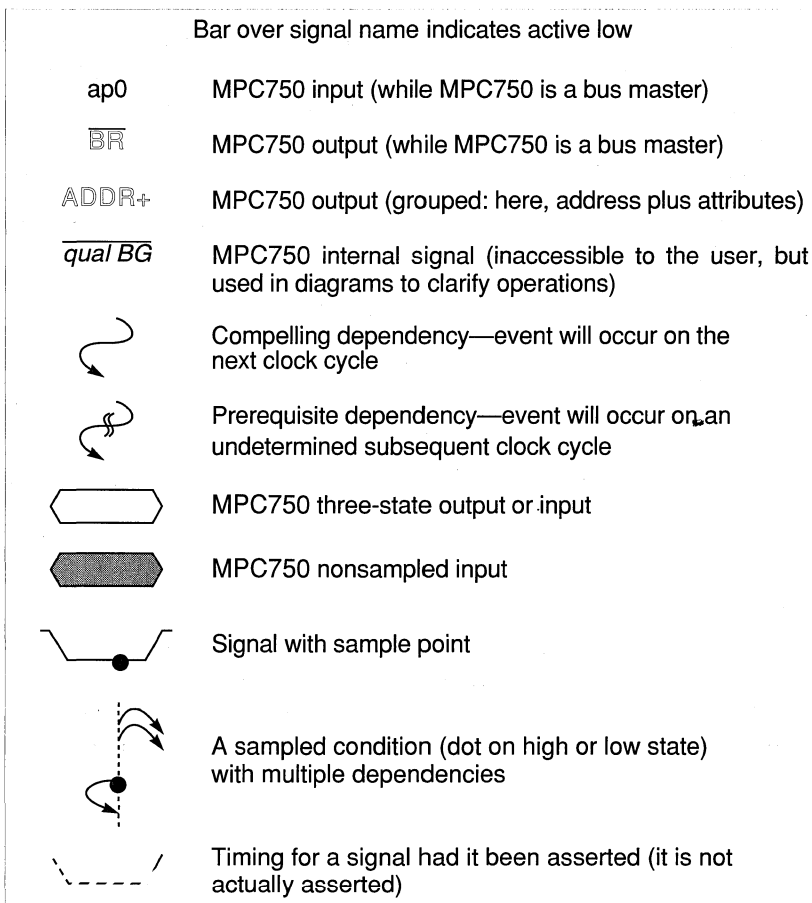 Bar over signal name indicates active low
ap0 MPC750 input (while MPC750 is a bus master)
B̅R̅ MPC750 output (while MPC750 is a bus master)
ADDR+ MPC750 output (grouped: here, address plus attributes)
q̅u̅a̅l̅ ̅B̅G̅ MPC750 internal signal (inaccessible to the user, but
used in diagrams to clarify operations)
Compelling dependency—event will occur on the
next clock cycle
Prerequisite dependency—event will occur on an
undetermined subsequent clock cycle
MPC750 three-state output or input
MPC750 nonsampled input
Signal with sample point
A sampled condition (dot on high or low state)
with multiple dependencies
Timing for a signal had it been asserted (it is not
actually asserted)